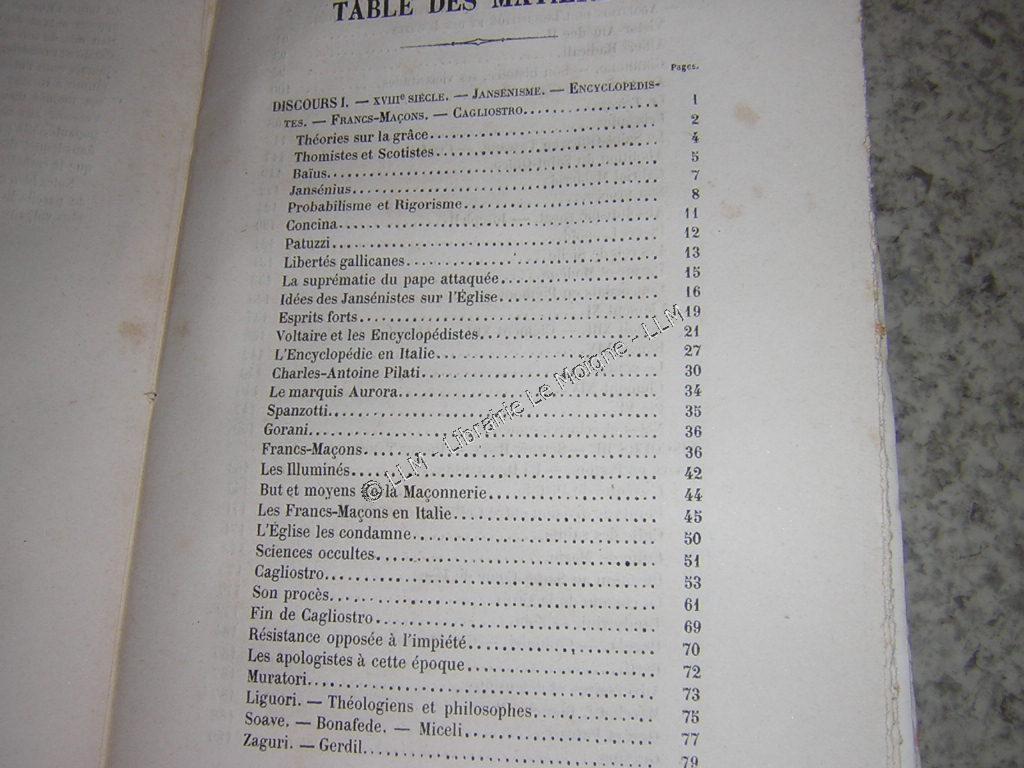 TABLE DES
Pages.
DISCOURS I. — XVIIIe SIÈCLE. — JANSÉNISME. — ENCYCLOPÉDIS-
TES. — FRANCS-MAÇONS. — CAGLIOSTRO. 1
Théories sur la grâce 2
Thomistes et Scotistes 4
Baïus 5
Jansénius 7
Probabilisme et Rigorisme 8
Concina 11
Patuzzi 12
Libertés gallicanes 13
La suprématie du pape attaquée 15
Idées des Jansénistes sur l'Église 16
Esprits forts 19
Voltaire et les Encyclopédistes 21
L'Encyclopédie en Italie 27
Charles-Antoine Pilati 30
Le marquis Aurora 34
Spanzotti 35
Gorani 36
Francs-Maçons 36
Les Illuminés 42
But et moyens la Maçonnerie 44
Les Francs-Maçons en Italie 45
L'Église les condamne 50
Sciences occultes 51
Cagliostro 53
Son procès 61
Fin de Cagliostro 69
Résistance opposée à l'impiété 70
Les apologistes à cette époque 72
Muratori 73
Liguori. — Théologiens et philosophes 75
Soave. — Bonafede. — Miceli 77
Zaguri. — Gerdil 79
© LLM - Librairie Le Moigne - LLM